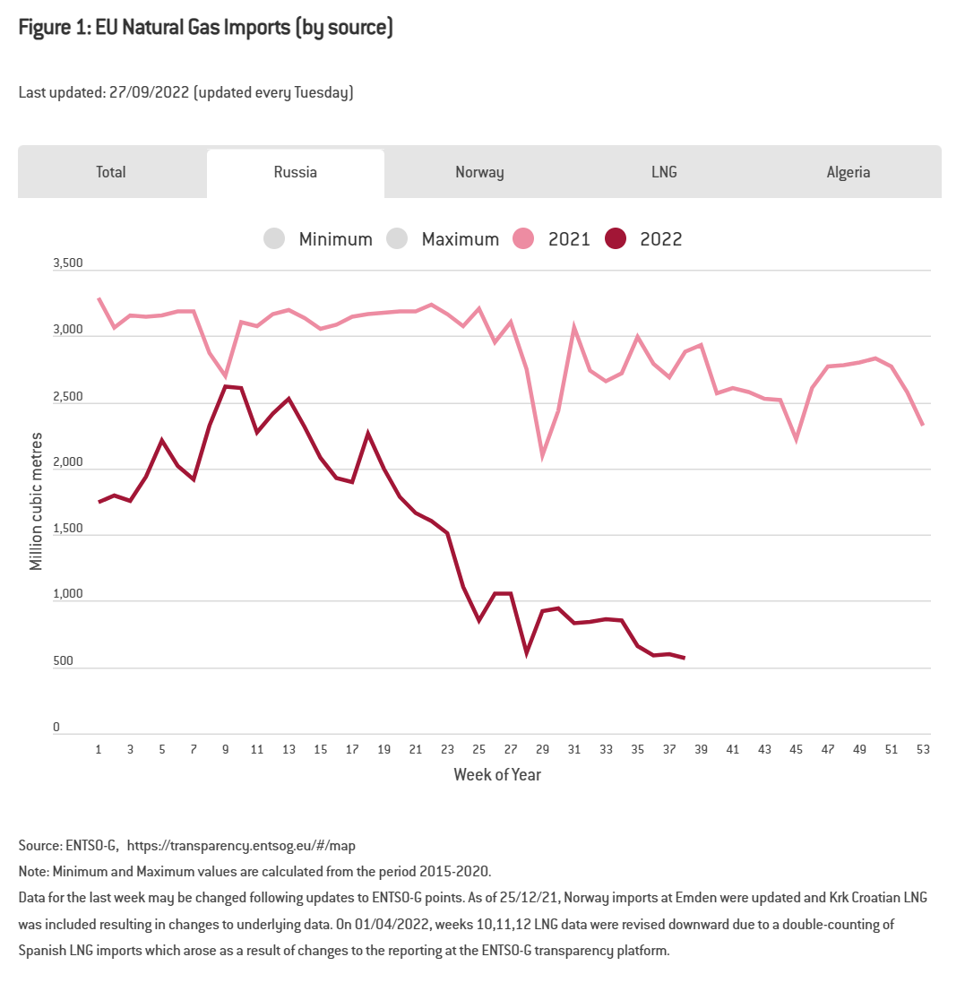 Figure 1: EU Natural Gas Imports (by source)
Last updated: 27/09/2022 (updated every Tuesday)
Total Russia Norway LNG Algeria
Minimum Maximum 2021 2022
3,500
3,000
2,500
2,000
1,500
1,000
500
0
Million cubic metres
1 3 5 7 9 11 13 15 17 19 21 23 25 27 29 31 33 35 37 39 41 43 45 47 49 51 53
Week of Year
Source: ENTSO-G, https://transparency.entsog.eu/#/map
Note: Minimum and Maximum values are calculated from the period 2015-2020.
Data for the last week may be changed following updates to ENTSO-G points. As of 25/12/21, Norway imports at Emden were updated and Krk Croatian LNG
was included resulting in changes to underlying data. On 01/04/2022, weeks 10,11,12 LNG data were revised downward due to a double-counting of
Spanish LNG imports which arose as a result of changes to the reporting at the ENTSO-G transparency platform.